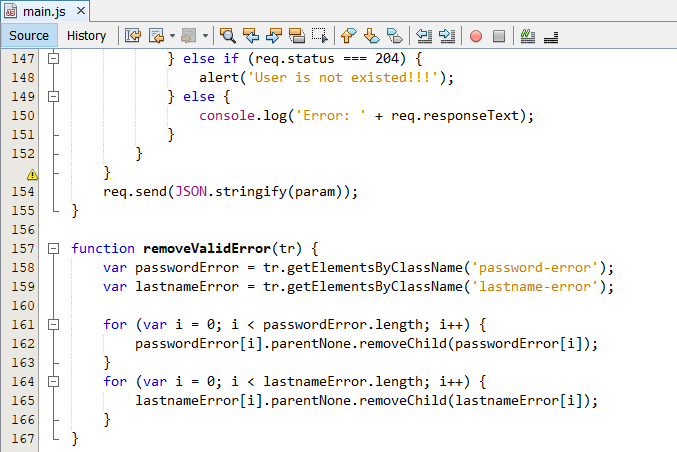 main.js
Source History
147 } else if (req.status === 204) {
148 alert('User is not existed!!!');
149 } else {
150 console.log('Error: ' + req.responseText);
151 }
152 }
}
154 req.send(JSON.stringify(param));
155 }
156
157 function removeValidError(tr) {
158 var passwordError = tr.getElementsByClassName('password-error');
159 var lastnameError = tr.getElementsByClassName('lastname-error');
160
161 for (var i = 0; i < passwordError.length; i++) {
162 passwordError[i].parentNone.removeChild(passwordError[i]);
163 }
164 for (var i = 0; i < lastnameError.length; i++) {
165 lastnameError[i].parentNone.removeChild(lastnameError[i]);
166 }
167 }